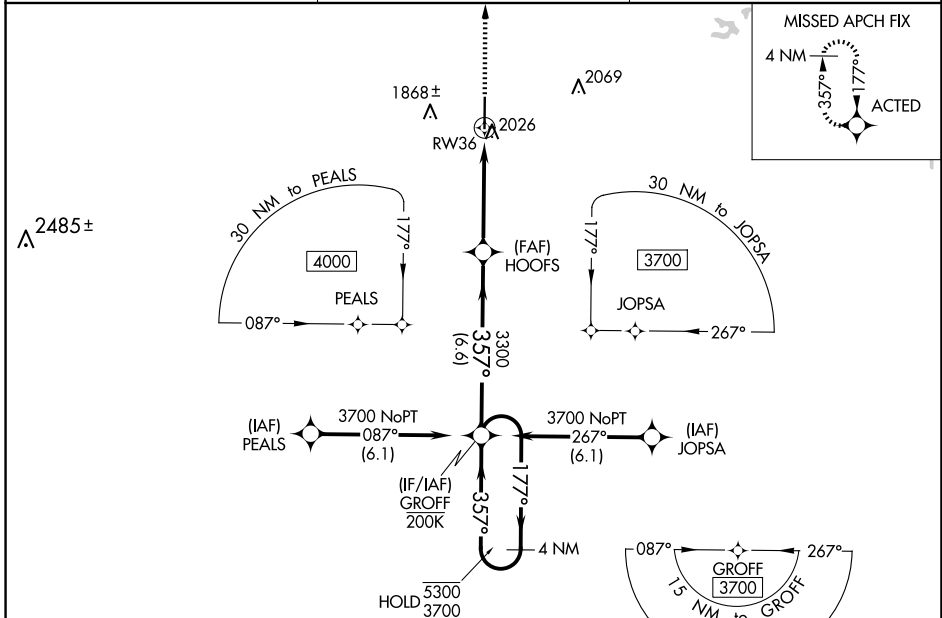 MISSED APCH FIX
4 NM
357°
177°
ACTED
2069
1868 ±
2026
RW36
2485 ±
30 NM to PEALS
177°
4000
PEALS
087°
(FAF)
HOOFS
30 NM to JOPSA
177°
3700
JOPSA
267°
3300
357°
(6.6)
(IAF)
PEALS
3700 NoPT
087°
(6.1)
3700 NoPT
267°
(6.1)
(IAF)
JOPSA
(IF/IAF)
GROFF
200K
357°
177°
4 NM
HOLD
5300
3700
087°
267°
GROFF
3700
15 NM to GROFF